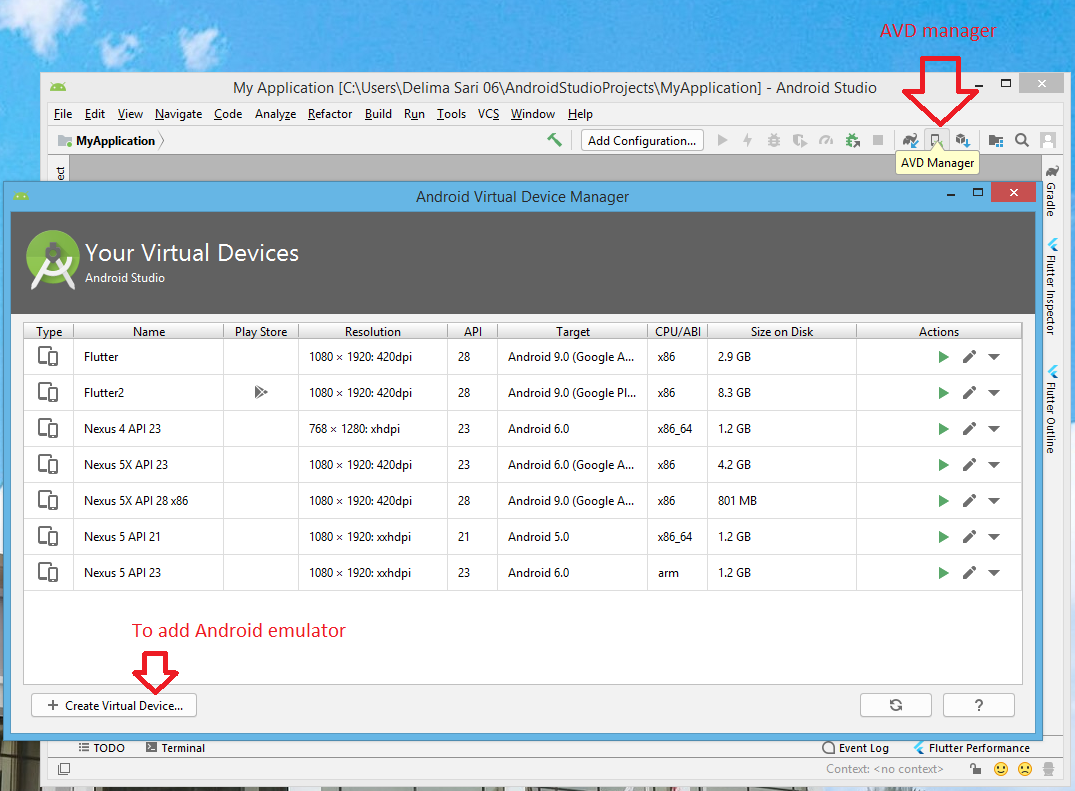 AVD manager
My Application [C:\Users\Delima Sari 06\AndroidStudioProjects\MyApplication] - Android Studio
File Edit View Navigate Code Analyze Refactor Build Run Tools VCS Window Help
MyApplication Add Configuration...
AVD Manager
ect
Gradle
Flutter Inspector
Flutter Outline
Android Virtual Device Manager
Your Virtual Devices
Android Studio
Type Name Play Store Resolution API Target CPU/ABI Size on Disk Actions
Flutter 1080 × 1920: 420dpi 28 Android 9.0 (Google A... x86 2.9 GB
Flutter2 1080 × 1920: 420dpi 28 Android 9.0 (Google Pl... x86 8.3 GB
Nexus 4 API 23 768 × 1280: xhdpi 23 Android 6.0 x86_64 1.2 GB
Nexus 5X API 23 1080 × 1920: 420dpi 23 Android 6.0 (Google A... x86 4.2 GB
Nexus 5X API 28 x86 1080 × 1920: 420dpi 28 Android 9.0 (Google A... x86 801 MB
Nexus 5 API 21 1080 × 1920: xxhdpi 21 Android 5.0 x86_64 1.2 GB
Nexus 5 API 23 1080 × 1920: xxhdpi 23 Android 6.0 arm 1.2 GB
To add Android emulator
+ Create Virtual Device... ?
TODO Terminal Event Log Flutter Performance
Context: <no context>